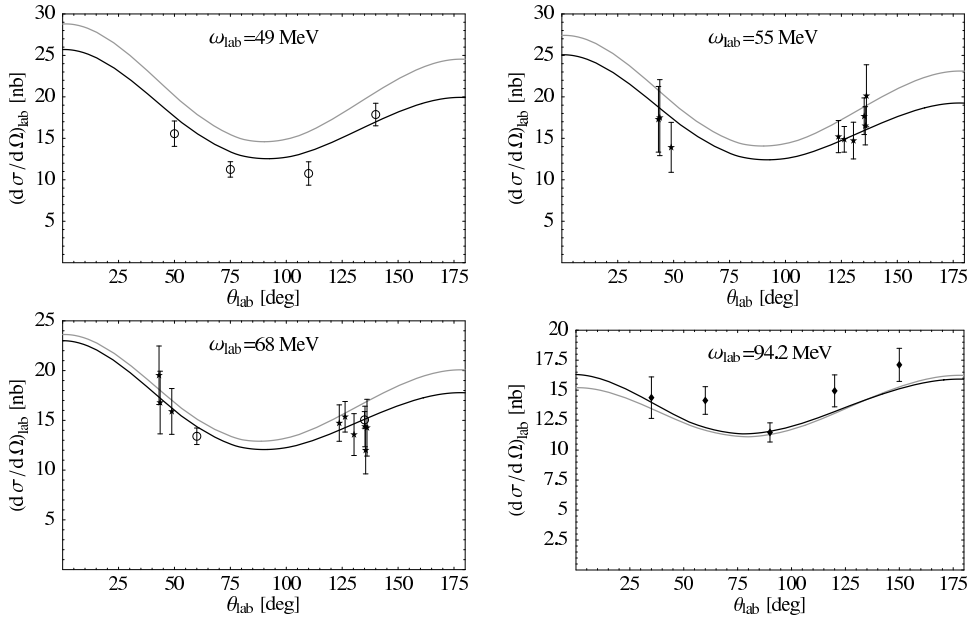 ω_lab=49 MeV
30
25
20
15
10
5
(dσ/dΩ)_lab [nb]
25 50 75 100 125 150 175
θ_lab [deg]
ω_lab=55 MeV
30
25
20
15
10
5
(dσ/dΩ)_lab [nb]
25 50 75 100 125 150 175
θ_lab [deg]
ω_lab=68 MeV
25
20
15
10
5
(dσ/dΩ)_lab [nb]
25 50 75 100 125 150 175
θ_lab [deg]
ω_lab=94.2 MeV
20
17.5
15
12.5
10
7.5
5
2.5
(dσ/dΩ)_lab [nb]
25 50 75 100 125 150 175
θ_lab [deg]